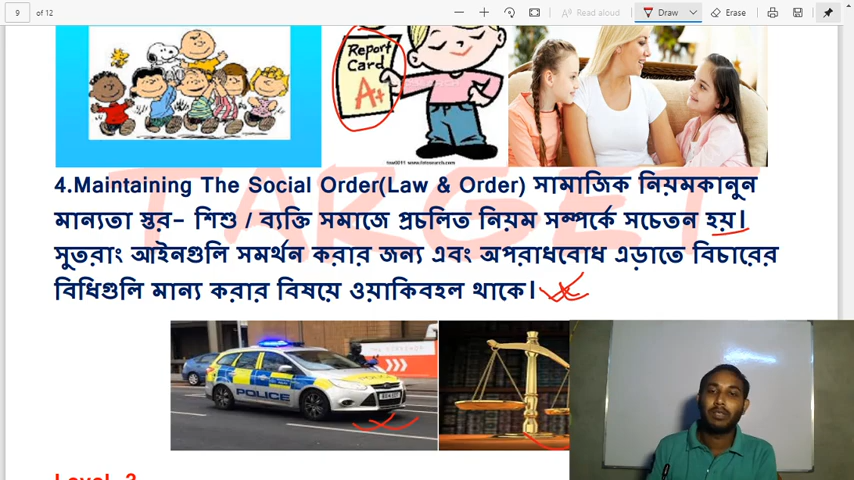 9 of 12
Read aloud
Draw
Erase
Report
Card
A+
4.Maintaining The Social Order(Law & Order) সামাজিক নিয়মকানুন
মান্যতা স্তর- শিশু / ব্যক্তি সমাজে প্রচলিত নিয়ম সম্পর্কে সচেতন হয়।
সুতরাং আইনগুলি সমর্থন করার জন্য এবং অপরাধবোধ এড়াতে বিচারের
বিধিগুলি মান্য করার বিষয়ে ওয়াকিবহল থাকে।
TARGET
POLICE